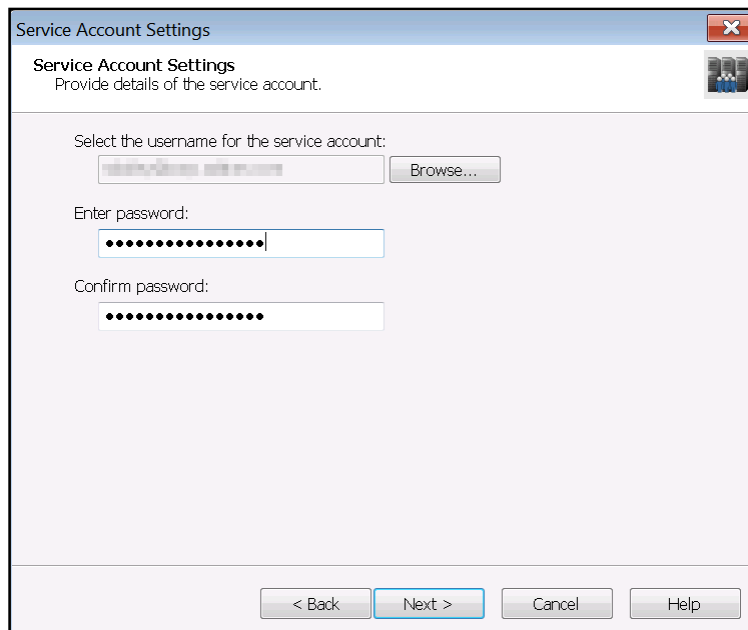 Service Account Settings
Service Account Settings
Provide details of the service account.
Select the username for the service account:
Browse...
Enter password:
••••••••••••••••
Confirm password:
••••••••••••••••
< Back
Next >
Cancel
Help